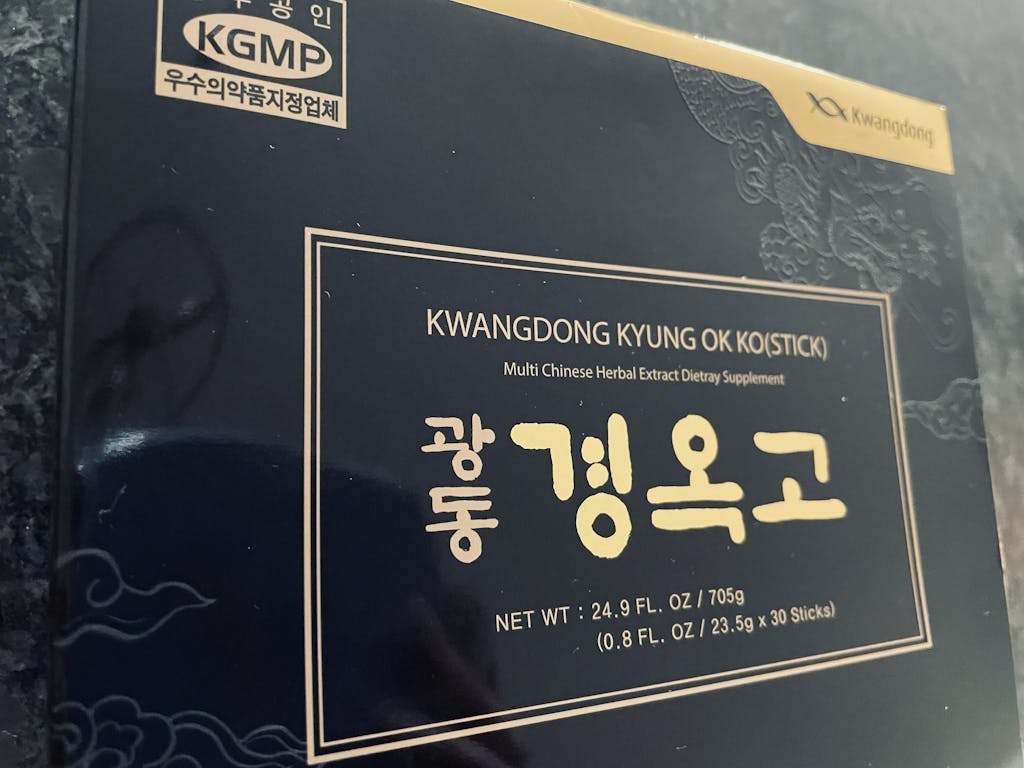 공인
KGMP
우수의약품지정업체
Kwangdong
KWANGDONG KYUNG OK KO(STICK)
Multi Chinese Herbal Extract Dietray Supplement
광동 경옥고
NET WT : 24.9 FL. OZ / 705g
(0.8 FL. OZ / 23.5g x 30 Sticks)